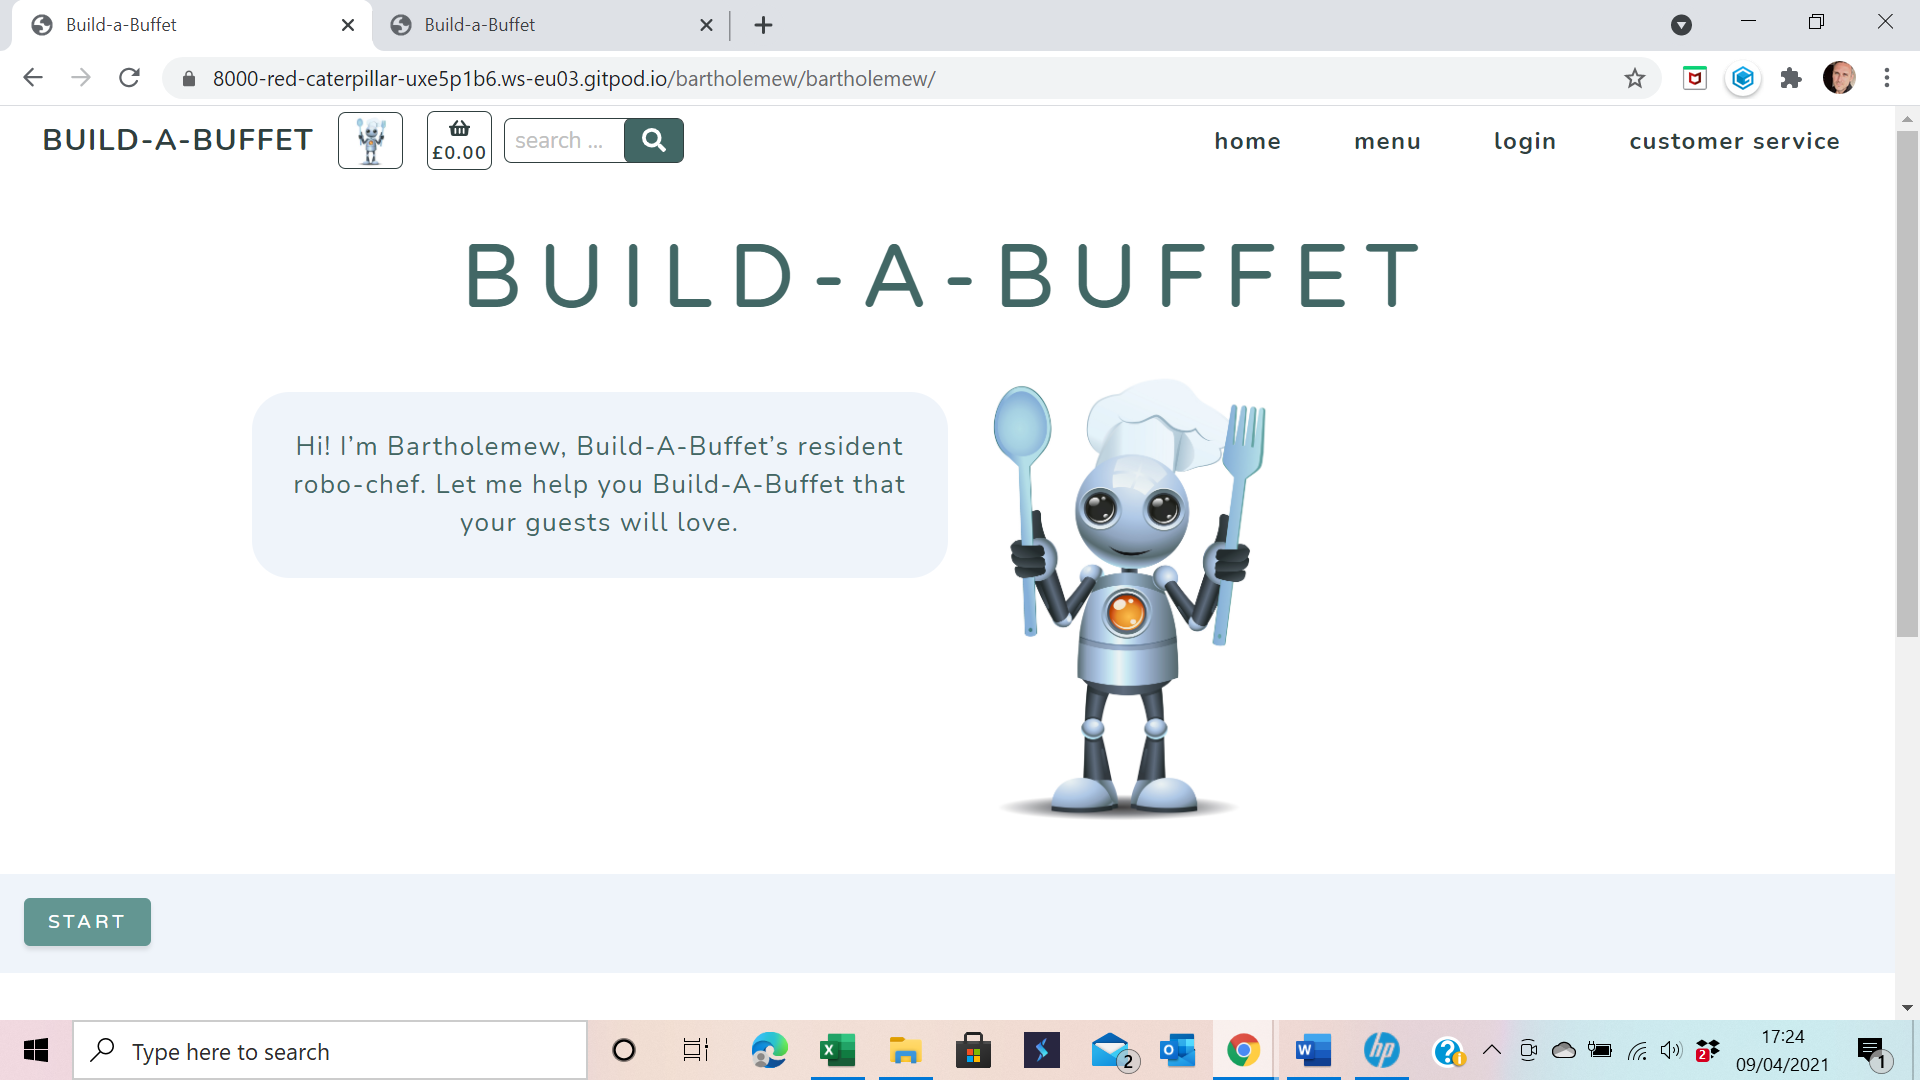 Build-a-Buffet
Build-a-Buffet
8000-red-caterpillar-uxe5p1b6.ws-eu03.gitpod.io/bartholemew/bartholemew/
BUILD-A-BUFFET
£0.00
search ...
home
menu
login
customer service
BUILD-A-BUFFET
Hi! I’m Bartholemew, Build-A-Buffet’s resident
robo-chef. Let me help you Build-A-Buffet that
your guests will love.
START
Type here to search
2
2
17:24
09/04/2021
1